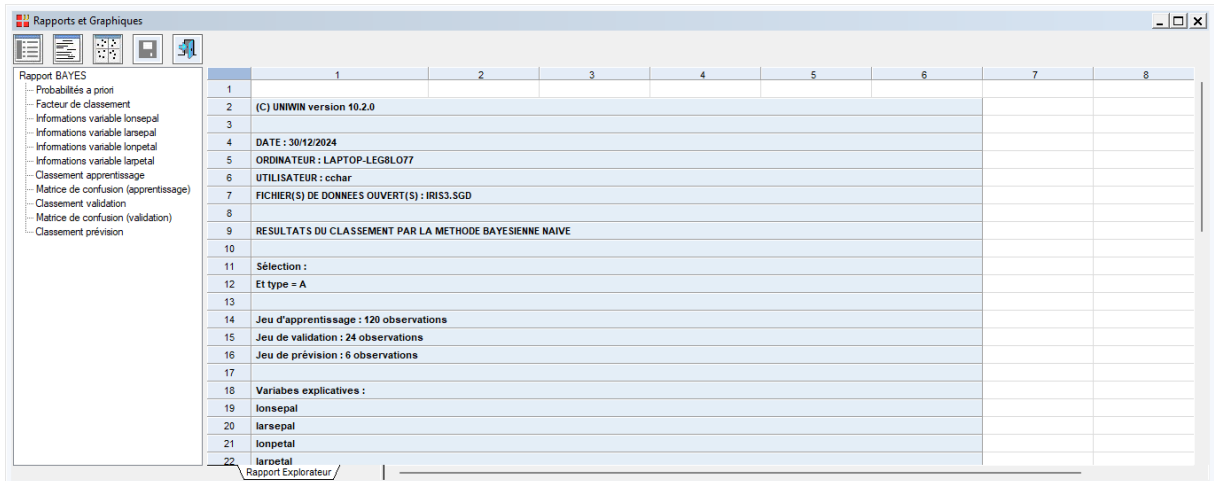 Rapports et Graphiques
Rapport BAYES
Probabilités a priori
Facteur de classement
Informations variable lonsepal
Informations variable larsepal
Informations variable lonpetal
Informations variable larpetal
Classement apprentissage
Matrice de confusion (apprentissage)
Classement validation
Matrice de confusion (validation)
Classement prévision
1 2 3 4 5 6 7 8
1
2 (C) UNIWIN version 10.2.0
3
4 DATE : 30/12/2024
5 ORDINATEUR : LAPTOP-LEG8LO77
6 UTILISATEUR : cchar
7 FICHIER(S) DE DONNEES OUVERT(S) : IRIS3.SGD
8
9 RESULTATS DU CLASSEMENT PAR LA METHODE BAYESIENNE NAIVE
10
11 Sélection :
12 Et type = A
13
14 Jeu d'apprentissage : 120 observations
15 Jeu de validation : 24 observations
16 Jeu de prévision : 6 observations
17
18 Variabes explicatives :
19 lonsepal
20 larsepal
21 lonpetal
22 larpetal
Rapport Explorateur